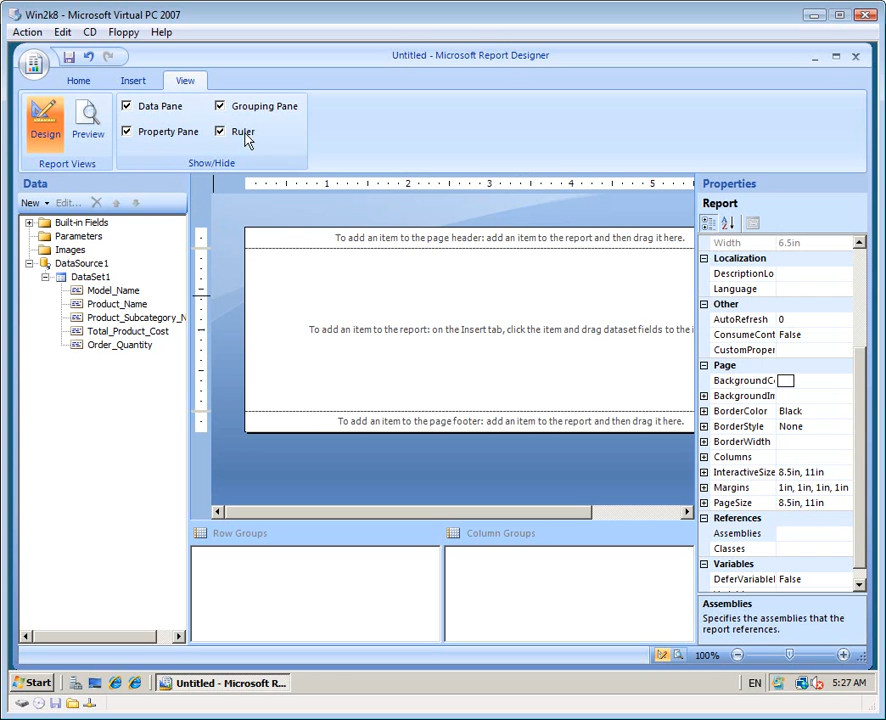 Win2k8 - Microsoft Virtual PC 2007
Action Edit CD Floppy Help
Untitled - Microsoft Report Designer
Home Insert View
Data Pane Grouping Pane
Property Pane Ruler
Design Preview
Report Views Show/Hide
Data
New Edit...
Built-in Fields
Parameters
Images
DataSource1
DataSet1
Model_Name
Product_Name
Product_Subcategory_N
Total_Product_Cost
Order_Quantity
1 2 3 4 5
To add an item to the page header: add an item to the report and then drag it here.
To add an item to the report: on the Insert tab, click the item and drag dataset fields to the i
To add an item to the page footer: add an item to the report and then drag it here.
Row Groups Column Groups
Properties
Report
Width 6.5in
Localization
DescriptionLo
Language
Other
AutoRefresh 0
ConsumeCont False
CustomProper
Page
BackgroundC
BackgroundIm
BorderColor Black
BorderStyle None
BorderWidth
Columns
InteractiveSize 8.5in, 11in
Margins 1in, 1in, 1in, 1in
PageSize 8.5in, 11in
References
Assemblies
Classes
Variables
DeferVariableI False
Assemblies
Specifies the assemblies that the
report references.
100%
Start Untitled - Microsoft R... EN 5:27 AM